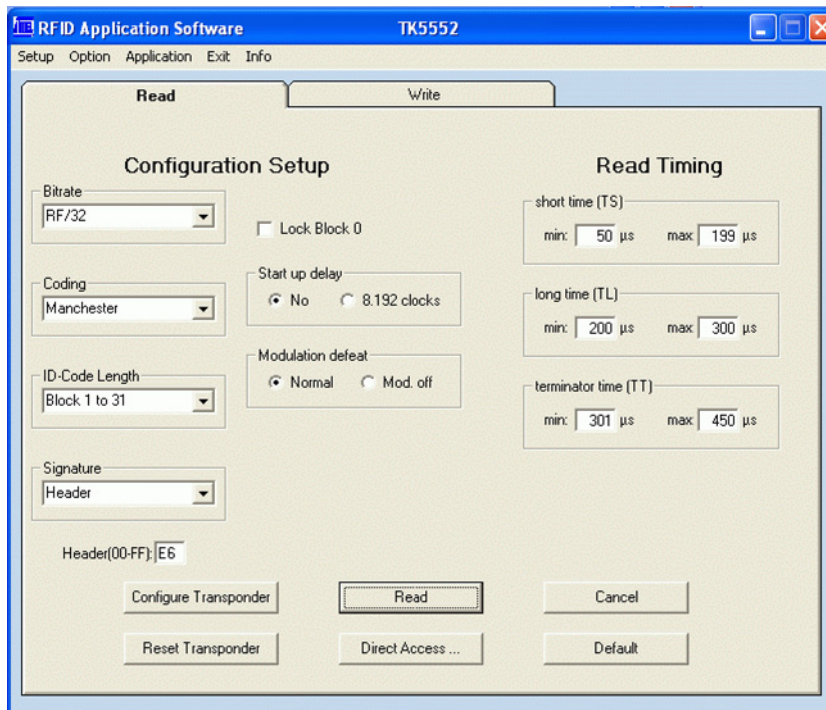 RFID Application Software TK5552
Setup Option Application Exit Info
Read Write
Configuration Setup Read Timing
Bitrate
RF/32
Lock Block 0
Coding
Manchester
Start up delay
No 8.192 clocks
ID-Code Length
Block 1 to 31
Modulation defeat
Normal Mod. off
Signature
Header
Header(00-FF): E6
short time (TS)
min: 50 µs max 199 µs
long time (TL)
min: 200 µs max 300 µs
terminator time (TT)
min: 301 µs max 450 µs
Configure Transponder Read Cancel
Reset Transponder Direct Access ... Default